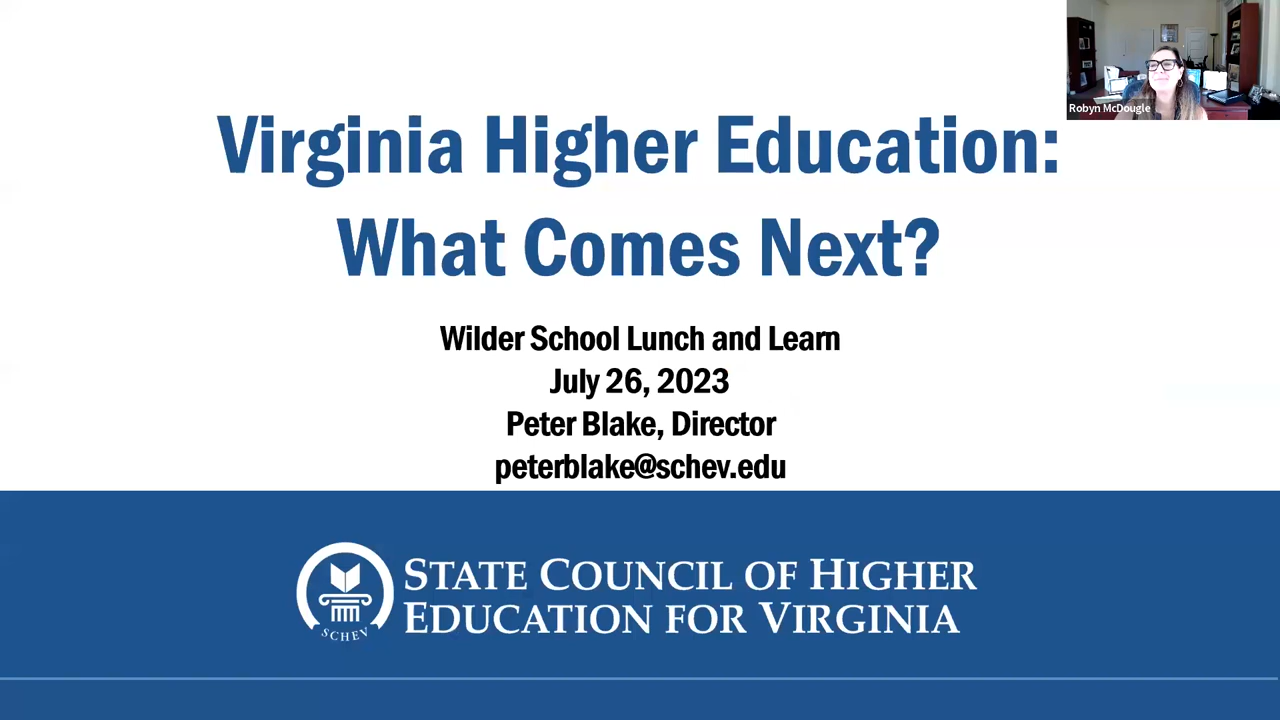 Robyn McDougle
Virginia Higher Education:
What Comes Next?
Wilder School Lunch and Learn
July 26, 2023
Peter Blake, Director
peterblake@schev.edu
SCHEV
STATE COUNCIL OF HIGHER
EDUCATION FOR VIRGINIA